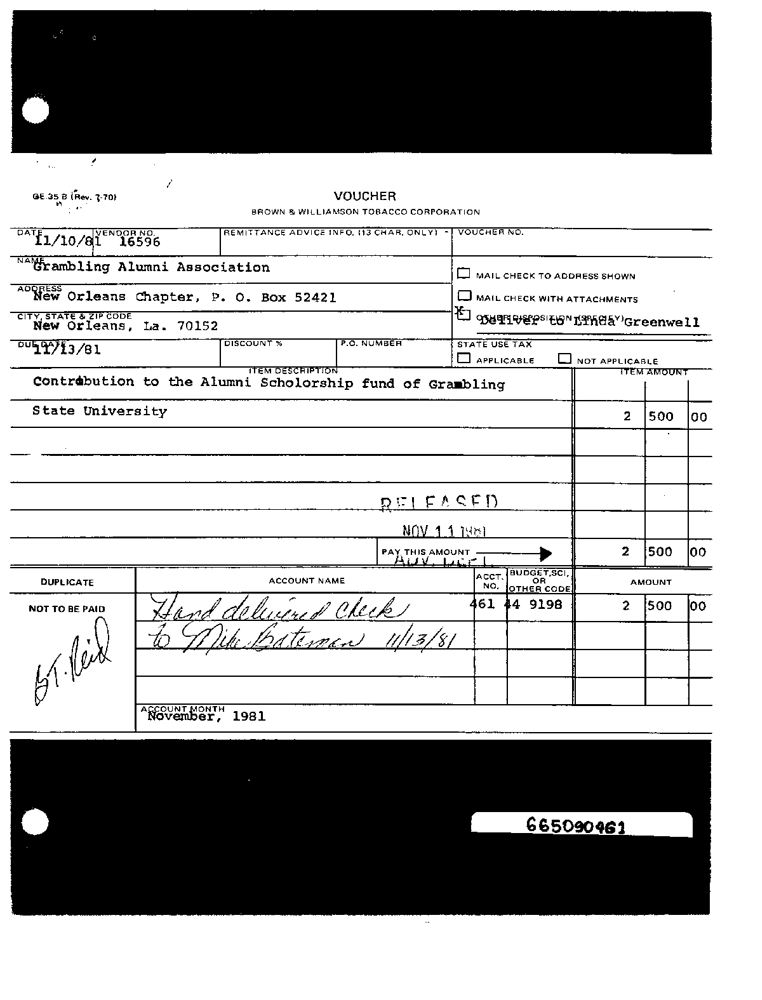 GE 35 B (Rev. 7-70)
VOUCHER
BROWN & WILLIAMSON TOBACCO CORPORATION
DATE VENDOR NO. REMITTANCE ADVICE INFO. (13 CHAR. ONLY) VOUCHER NO.
11/10/81 16596
NAME
Grambling Alumni Association
MAIL CHECK TO ADDRESS SHOWN
ADDRESS
New Orleans Chapter, P. O. Box 52421
MAIL CHECK WITH ATTACHMENTS
CITY, STATE & ZIP CODE
New Orleans, La. 70152
X OTHER DISPOSITION (SPECIFY)
Deliver to Linda Greenwell
DUE DATE DISCOUNT % P.O. NUMBER STATE USE TAX
11/13/81
APPLICABLE NOT APPLICABLE
ITEM DESCRIPTION ITEM AMOUNT
Contribution to the Alumni Scholorship fund of Grambling
State University 2 500 00
RELEASED
NOV 11 1981
PAY THIS AMOUNT 2 500 00
DUPLICATE ACCOUNT NAME ACCT. NO. BUDGET, SCI, OR OTHER CODE AMOUNT
NOT TO BE PAID Hand delivered Check 461 44 9198 2 500 00
to Mike Bateman 11/13/81
BT. Reid
ACCOUNT MONTH
November, 1981
665090961